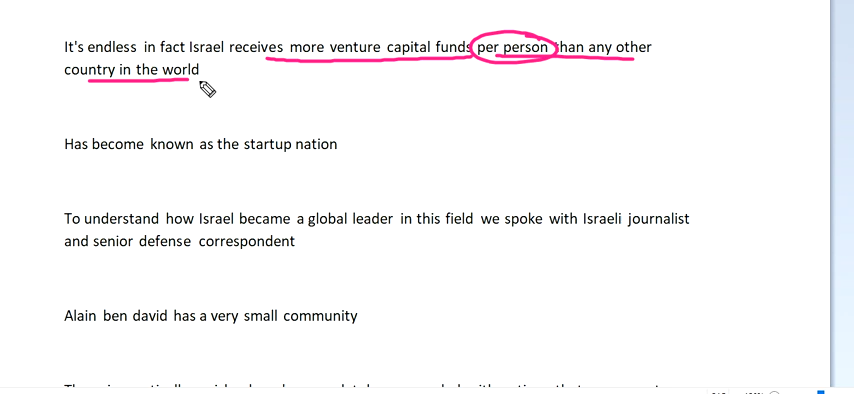 It's endless in fact Israel receives more venture capital funds per person than any other
country in the world
Has become known as the startup nation
To understand how Israel became a global leader in this field we spoke with Israeli journalist
and senior defense correspondent
Alain ben david has a very small community